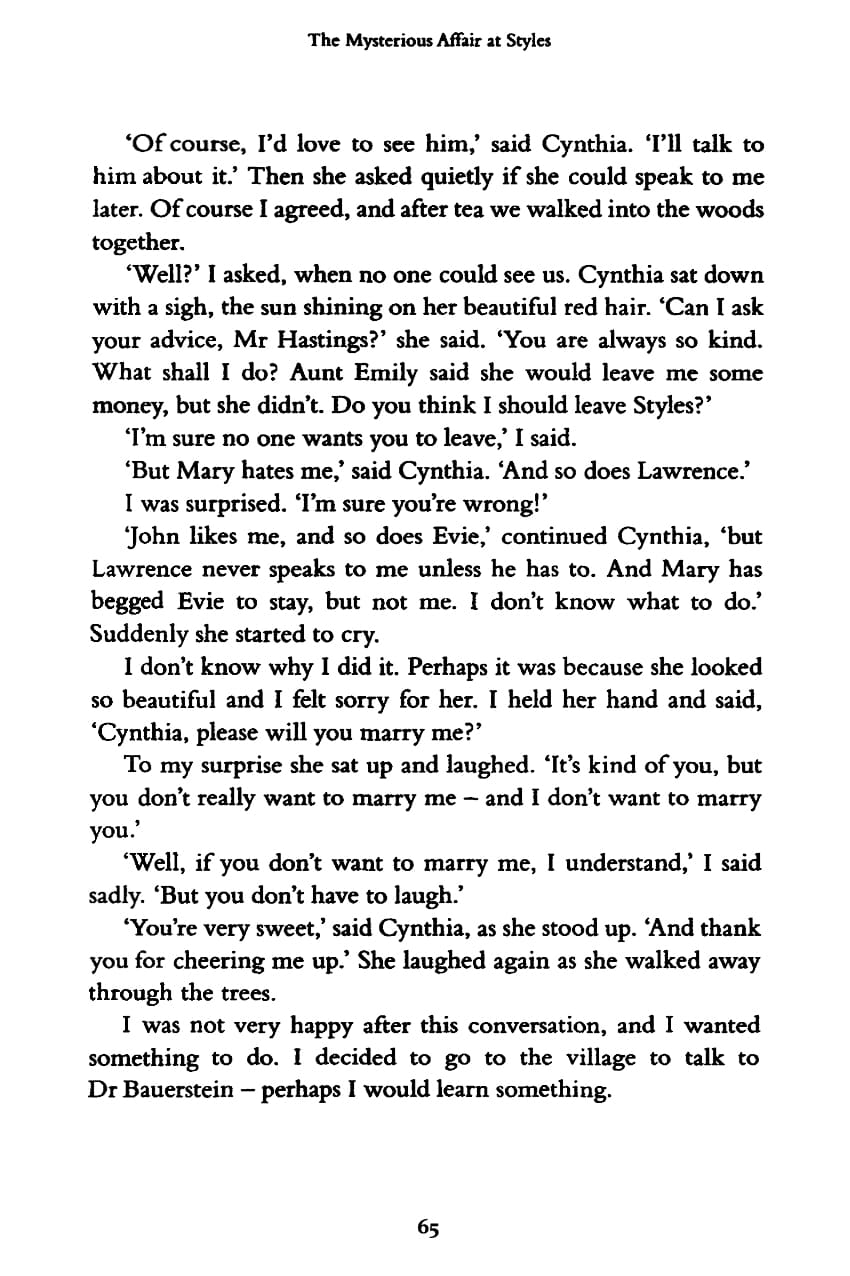 The Mysterious Affair at Styles
‘Of course, I’d love to see him,’ said Cynthia. ‘I’ll talk to
him about it.’ Then she asked quietly if she could speak to me
later. Of course I agreed, and after tea we walked into the woods
together.
‘Well?’ I asked, when no one could see us. Cynthia sat down
with a sigh, the sun shining on her beautiful red hair. ‘Can I ask
your advice, Mr Hastings?’ she said. ‘You are always so kind.
What shall I do? Aunt Emily said she would leave me some
money, but she didn’t. Do you think I should leave Styles?’
‘I’m sure no one wants you to leave,’ I said.
‘But Mary hates me,’ said Cynthia. ‘And so does Lawrence.’
I was surprised. ‘I’m sure you’re wrong!’
‘John likes me, and so does Evie,’ continued Cynthia, ‘but
Lawrence never speaks to me unless he has to. And Mary has
begged Evie to stay, but not me. I don’t know what to do.’
Suddenly she started to cry.
I don’t know why I did it. Perhaps it was because she looked
so beautiful and I felt sorry for her. I held her hand and said,
‘Cynthia, please will you marry me?’
To my surprise she sat up and laughed. ‘It’s kind of you, but
you don’t really want to marry me – and I don’t want to marry
you.’
‘Well, if you don’t want to marry me, I understand,’ I said
sadly. ‘But you don’t have to laugh.’
‘You’re very sweet,’ said Cynthia, as she stood up. ‘And thank
you for cheering me up.’ She laughed again as she walked away
through the trees.
I was not very happy after this conversation, and I wanted
something to do. I decided to go to the village to talk to
Dr Bauerstein – perhaps I would learn something.
65